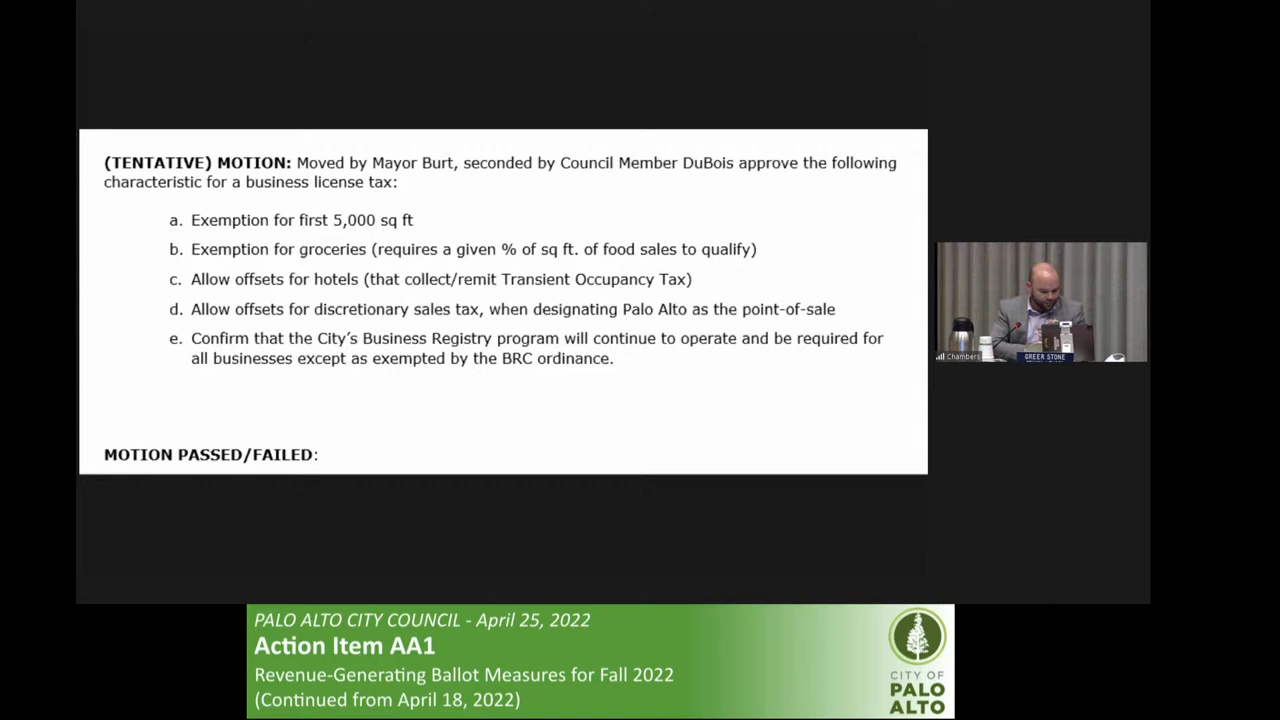 (TENTATIVE) MOTION: Moved by Mayor Burt, seconded by Council Member DuBois approve the following
characteristic for a business license tax:
a. Exemption for first 5,000 sq ft
b. Exemption for groceries (requires a given % of sq ft. of food sales to qualify)
c. Allow offsets for hotels (that collect/remit Transient Occupancy Tax)
d. Allow offsets for discretionary sales tax, when designating Palo Alto as the point-of-sale
e. Confirm that the City's Business Registry program will continue to operate and be required for
all businesses except as exempted by the BRC ordinance.
MOTION PASSED/FAILED:
Chambers
GREER STONE
PALO ALTO CITY COUNCIL - April 25, 2022
Action Item AA1
Revenue-Generating Ballot Measures for Fall 2022
(Continued from April 18, 2022)
CITY OF
PALO
ALTO